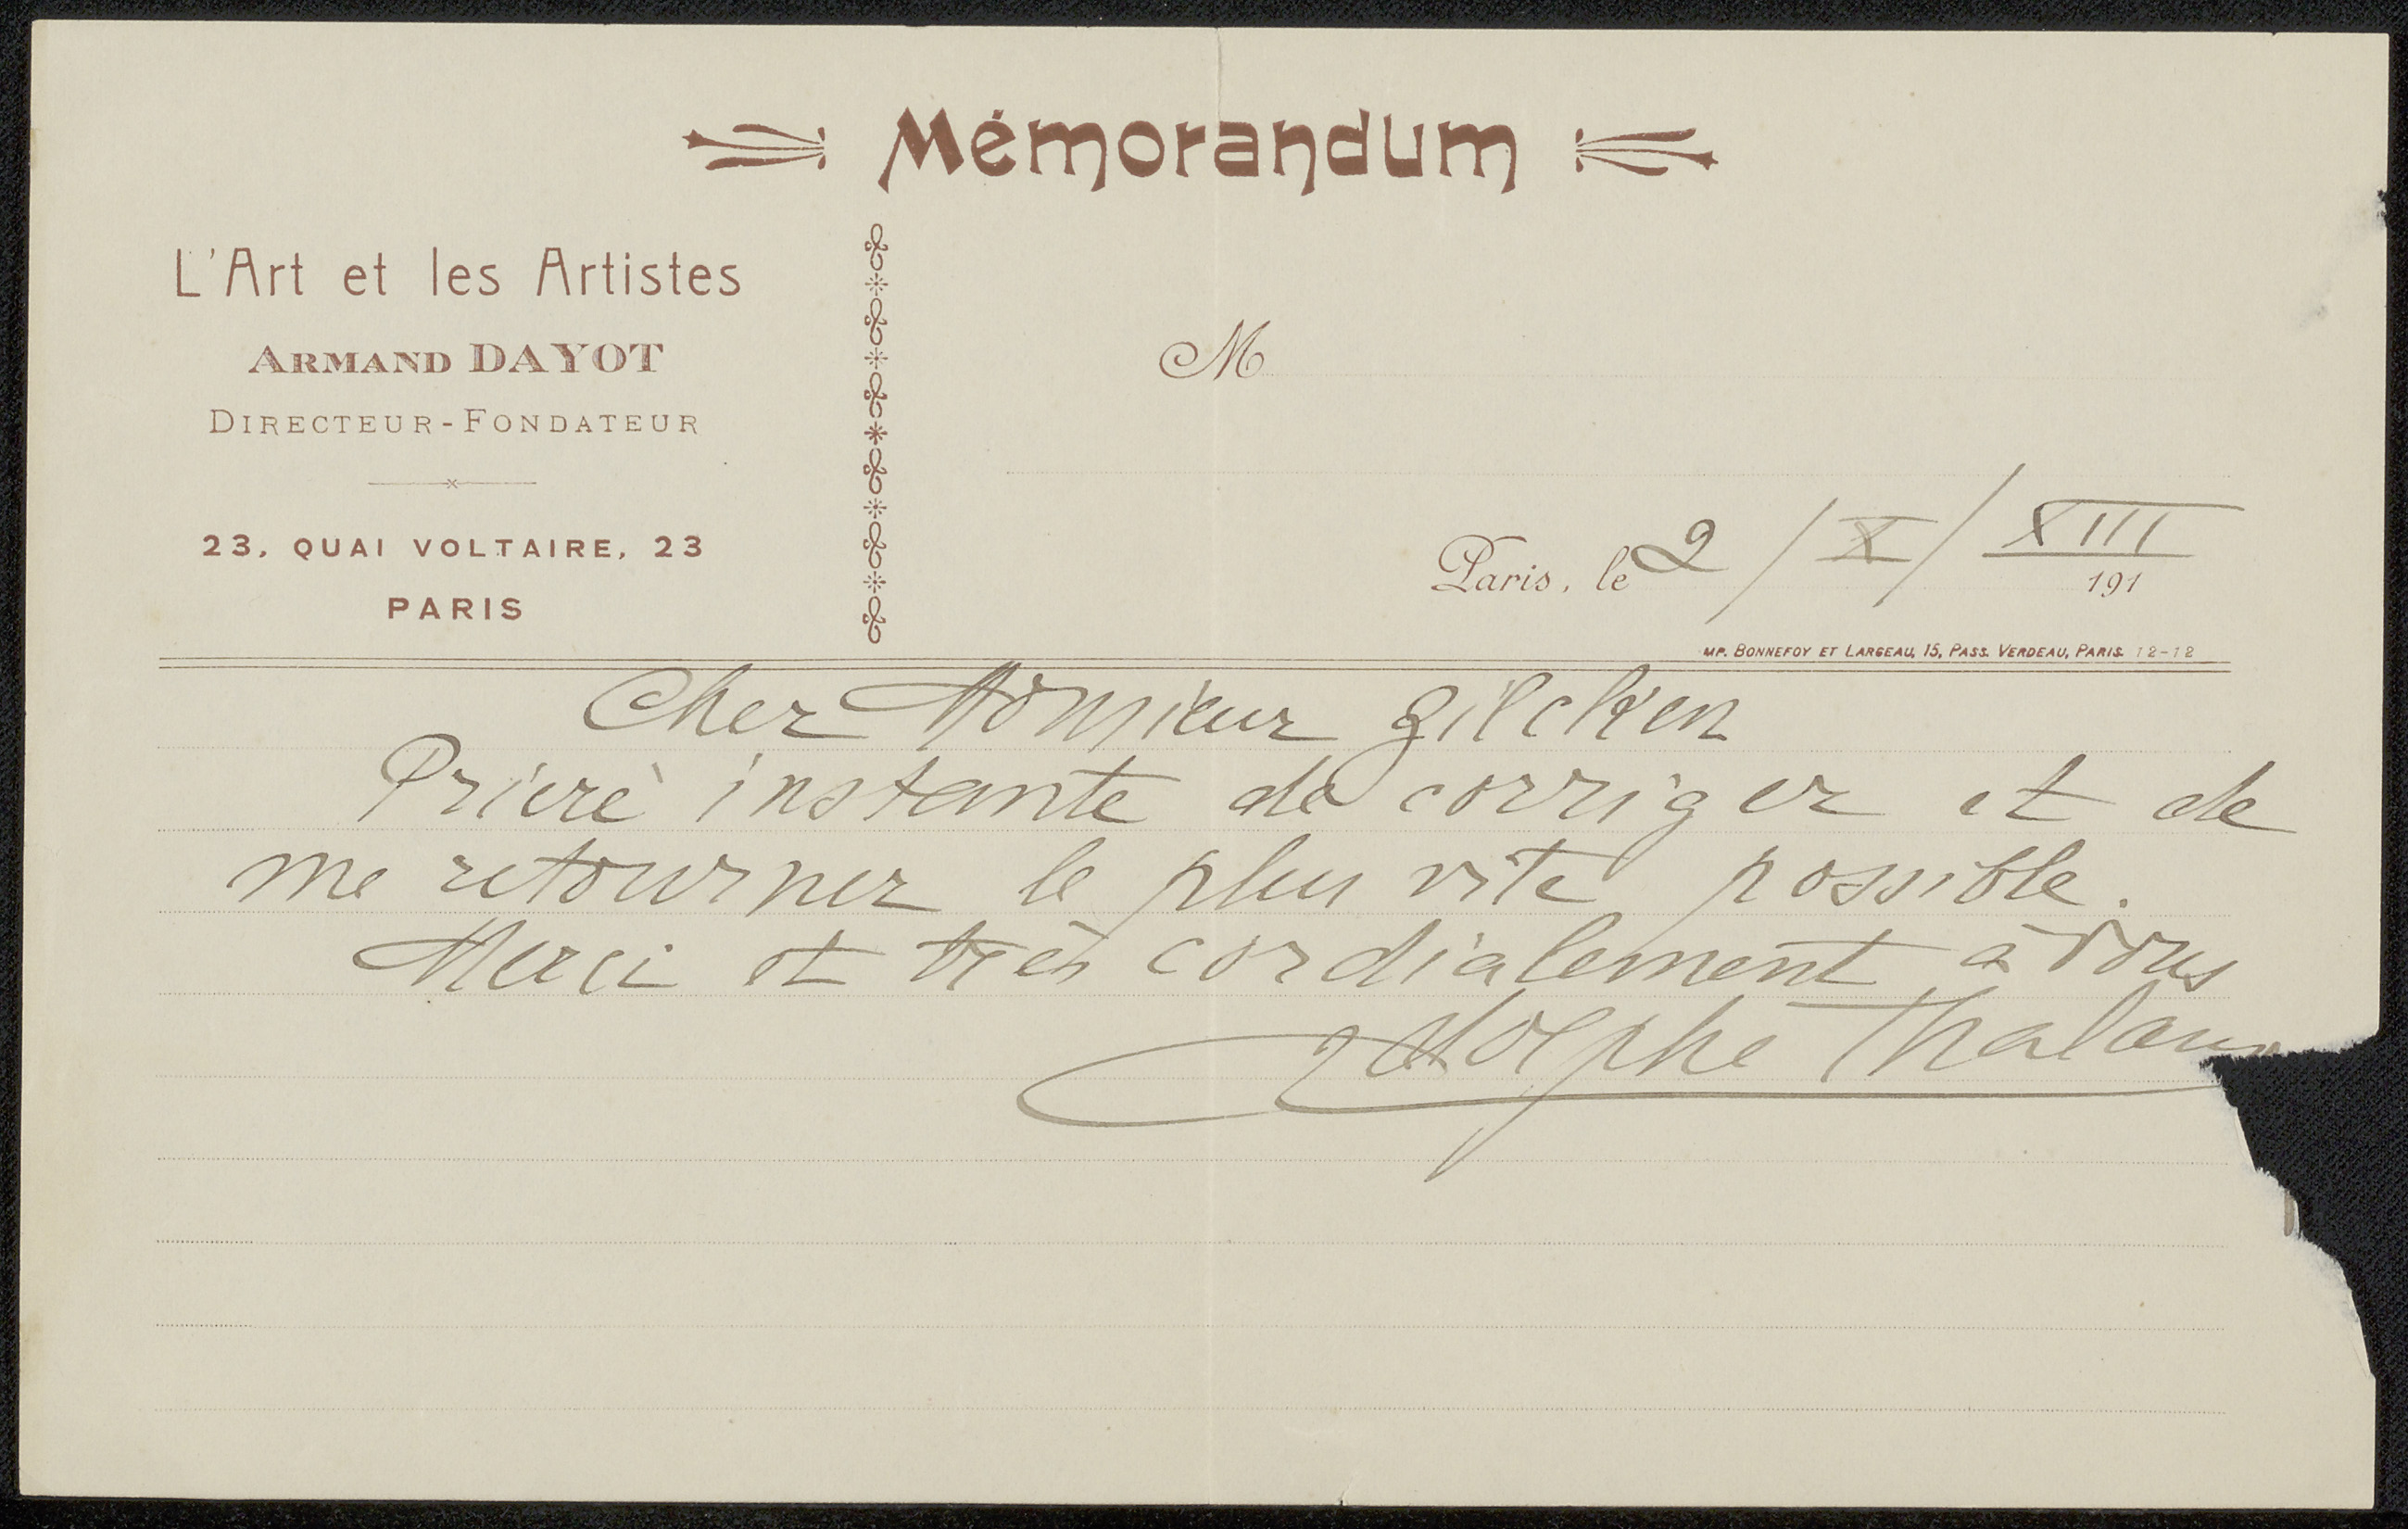 Mémorandum
L'Art et les Artistes
ARMAND DAYOT
DIRECTEUR-FONDATEUR
23, QUAI VOLTAIRE, 23
PARIS
M
Paris, le 2 / X / XIII
191
IMP. BONNEFOY ET LARGEAU, 15, PASS. VERDEAU, PARIS. 12-12
Cher Monsieur Zilcken
Prière instante de corriger et de
me retourner le plus vite possible.
Merci et très cordialement à vous
Adolphe Thalasso